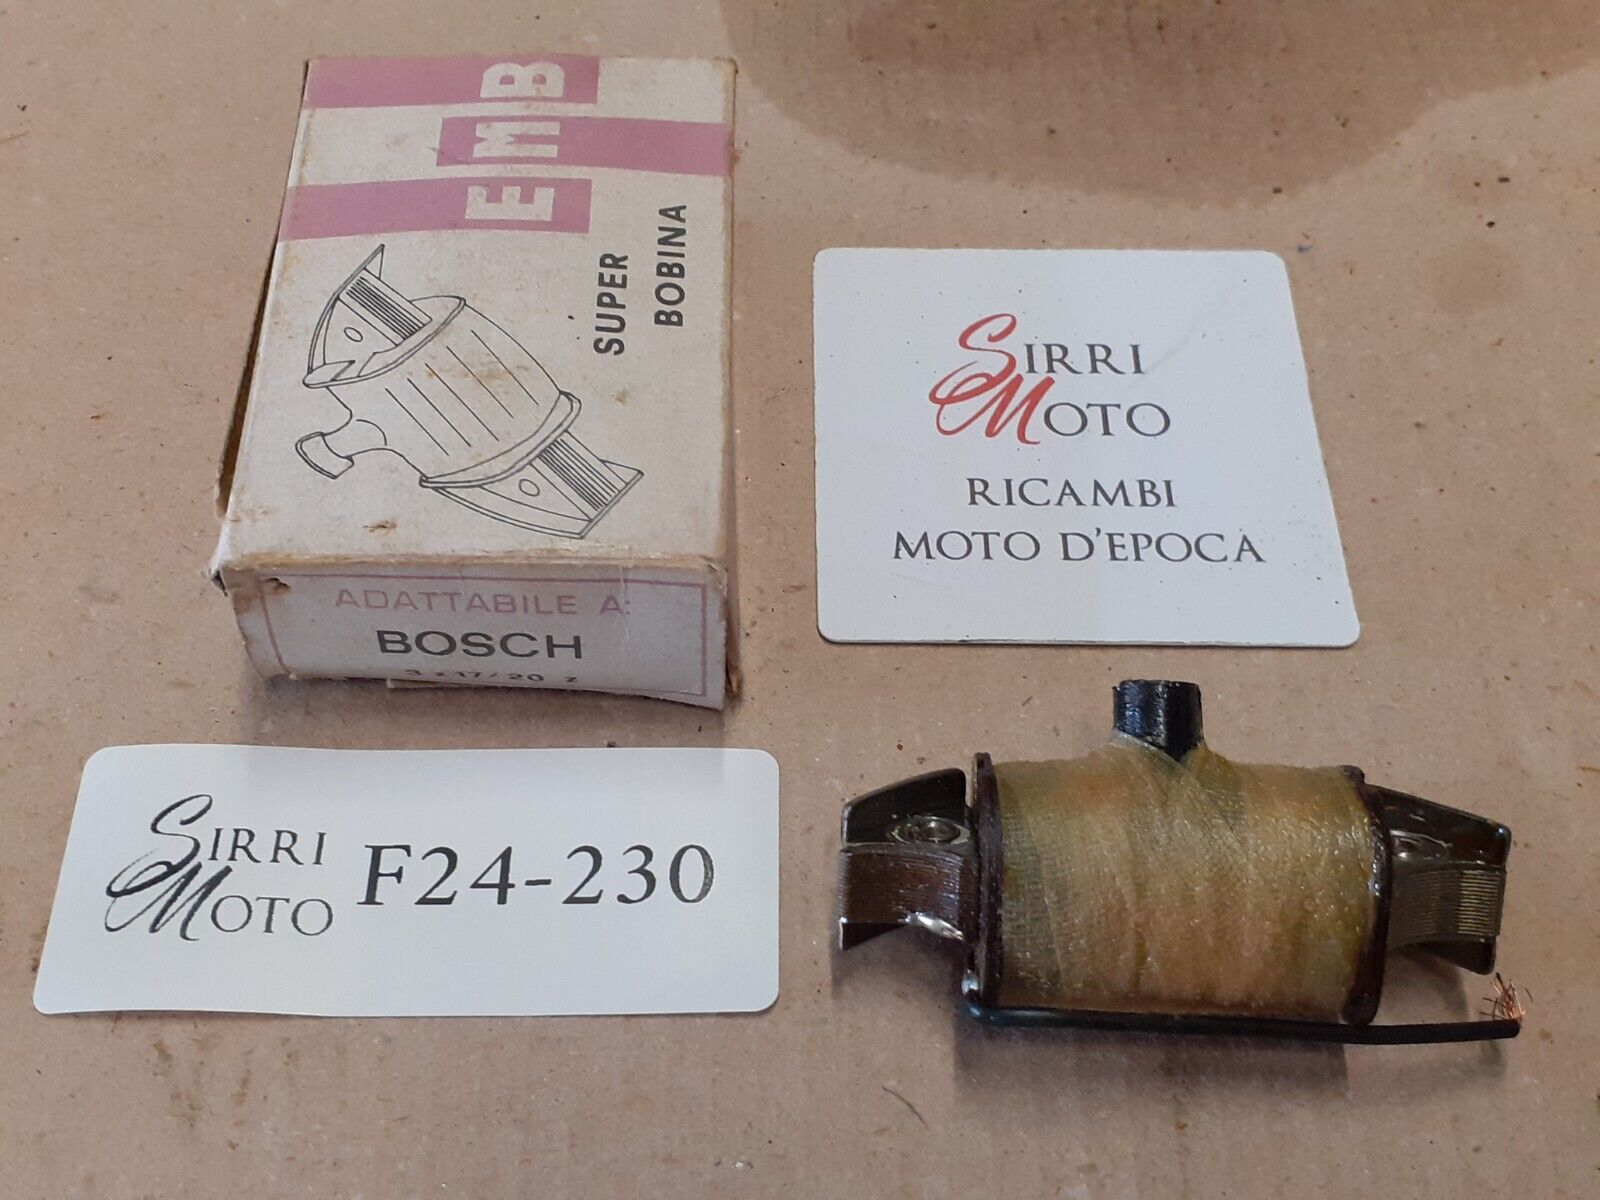 EMB
SUPER
BOBINA
ADATTABILE A:
BOSCH
SIRRI
MOTO
RICAMBI
MOTO D'EPOCA
SIRRI
MOTO
F24-230